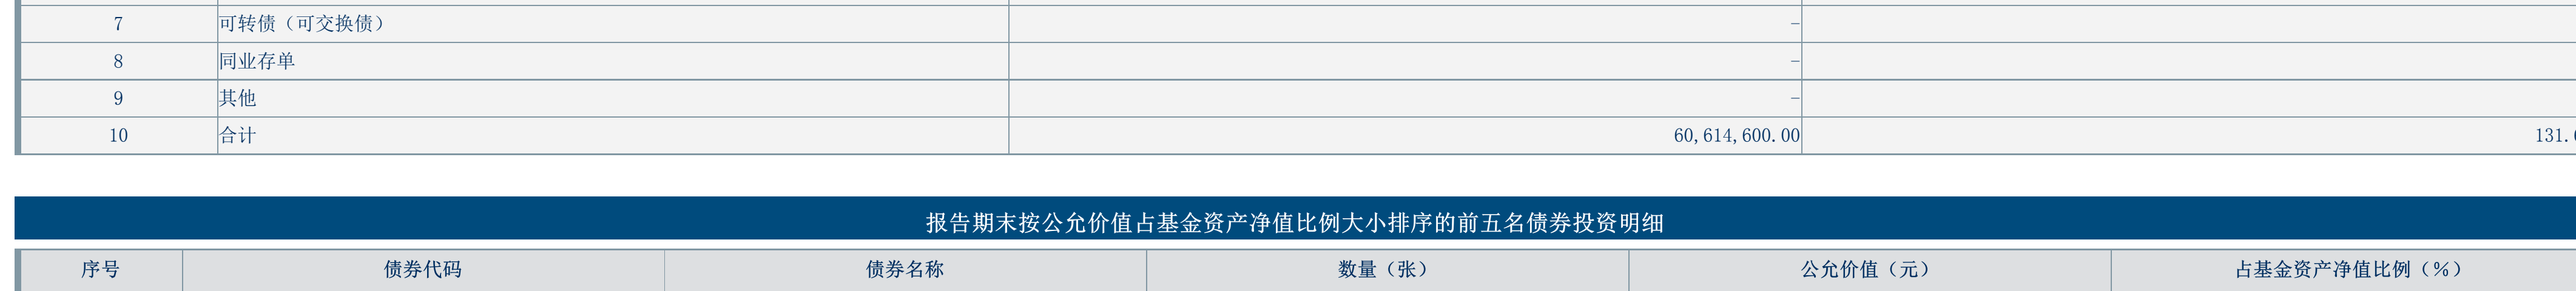 7 可转债（可交换债） –
8 同业存单 –
9 其他 –
10 合计 60,614,600.00 131.
报告期末按公允价值占基金资产净值比例大小排序的前五名债券投资明细
序号 债券代码 债券名称 数量（张） 公允价值（元） 占基金资产净值比例（%）